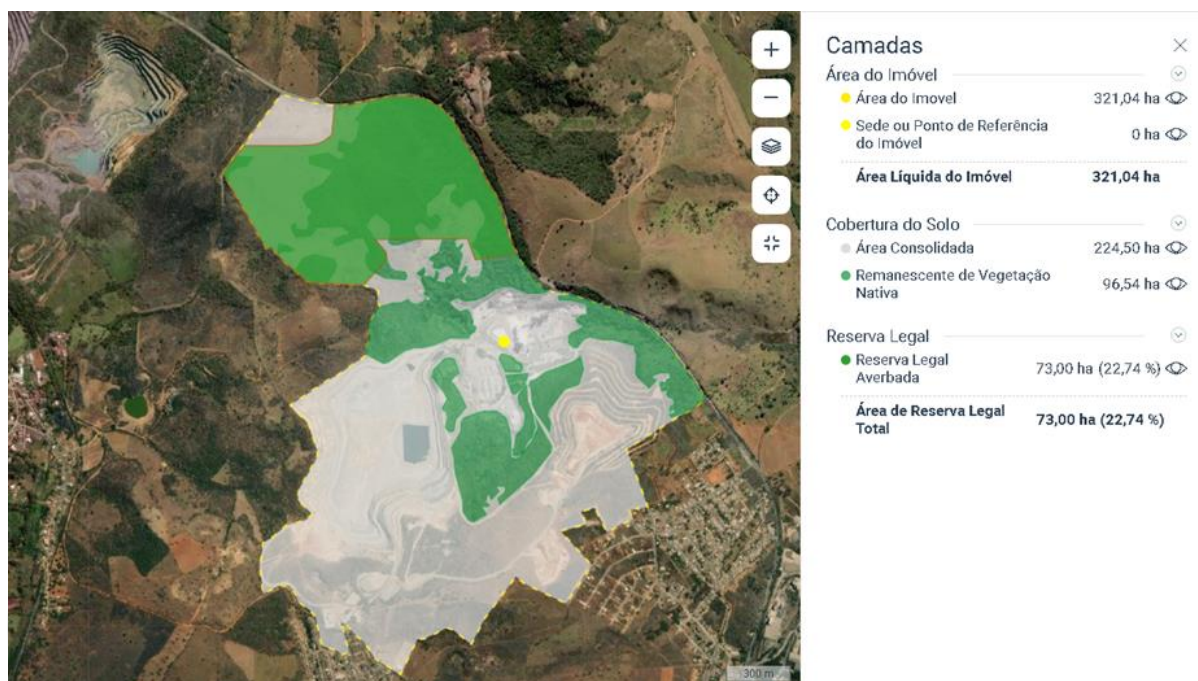 Camadas
Área do Imóvel
Área do Imovel 321,04 ha
Sede ou Ponto de Referência
do Imóvel 0 ha
Área Líquida do Imóvel 321,04 ha
Cobertura do Solo
Área Consolidada 224,50 ha
Remanescente de Vegetação
Nativa 96,54 ha
Reserva Legal
Reserva Legal
Averbada 73,00 ha (22,74 %)
Área de Reserva Legal
Total 73,00 ha (22,74 %)
300 m